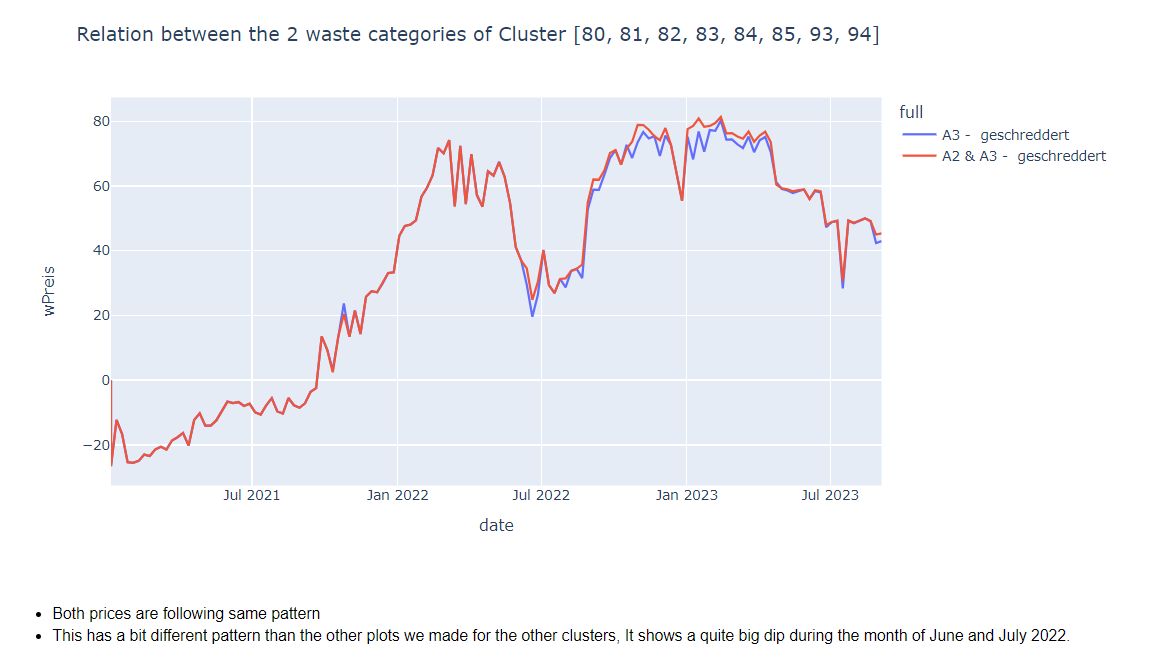 Relation between the 2 waste categories of Cluster [80, 81, 82, 83, 84, 85, 93, 94]
full
A3 -  geschreddert
A2 & A3 -  geschreddert
80
60
40
20
0
−20
wPreis
Jul 2021
Jan 2022
Jul 2022
Jan 2023
Jul 2023
date
• Both prices are following same pattern
• This has a bit different pattern than the other plots we made for the other clusters, It shows a quite big dip during the month of June and July 2022.